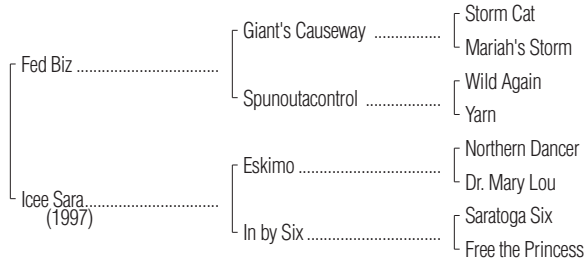 Storm Cat
Giant's Causeway ..................
Mariah's Storm
Fed Biz ................................
Wild Again
Spunoutacontrol .................
Yarn
Northern Dancer
Eskimo ................................
Dr. Mary Lou
Icee Sara..............................
(1997)
Saratoga Six
In by Six..............................
Free the Princess